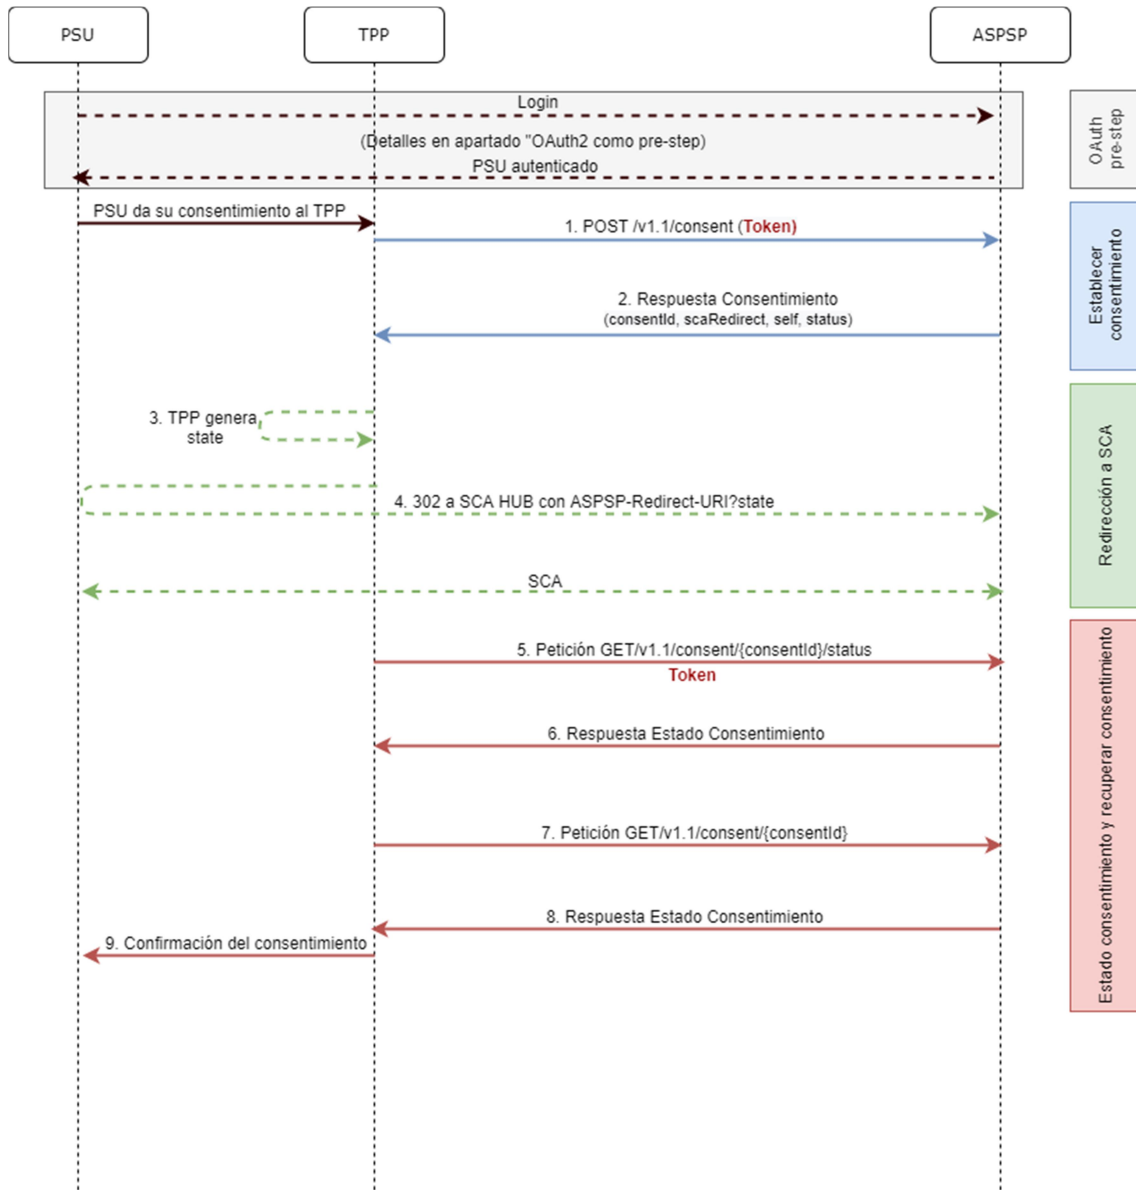 PSU
TPP
ASPSP
Login
(Detalles en apartado "OAuth2 como pre-step)
PSU autenticado
OAuth
pre-step
PSU da su consentimiento al TPP
1. POST /v1.1/consent (Token)
2. Respuesta Consentimiento
(consentId, scaRedirect, self, status)
Establecer
consentimiento
3. TPP genera
state
4. 302 a SCA HUB con ASPSP-Redirect-URI?state
SCA
Redirección a SCA
5. Petición GET/v1.1/consent/{consentId}/status
Token
6. Respuesta Estado Consentimiento
7. Petición GET/v1.1/consent/{consentId}
8. Respuesta Estado Consentimiento
9. Confirmación del consentimiento
Estado consentimiento y recuperar consentimiento